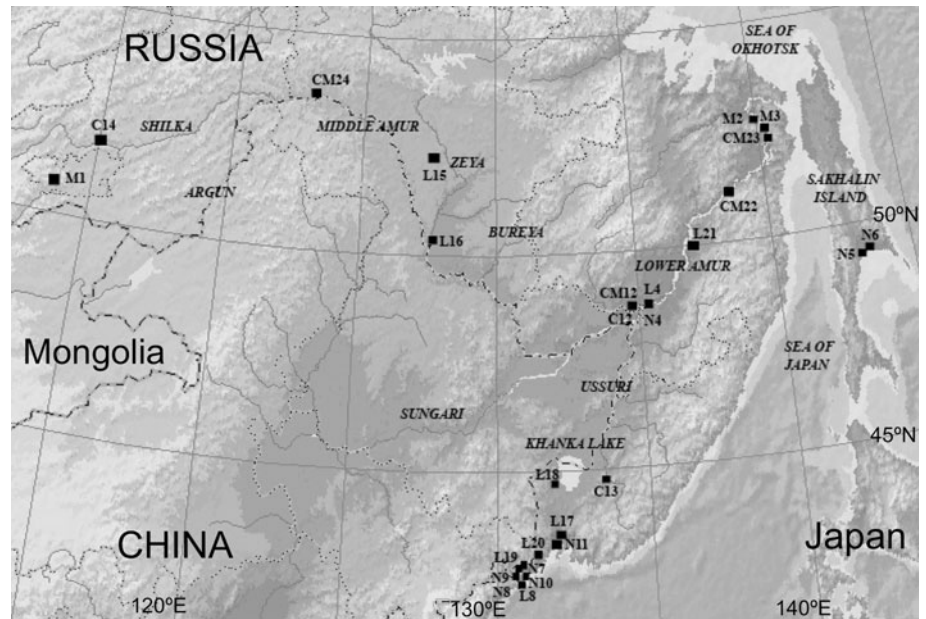 RUSSIA
SEA OF
OKHOTSK
CM24
C14
SHILKA
MIDDLE AMUR
M2
M3
CM23
M1
ARGUN
L15
ZEYA
CM22
SAKHALIN
ISLAND
50ºN
L16
BUREYA
L21
N6
N5
LOWER AMUR
CM12
L4
C12
N4
Mongolia
SEA OF
JAPAN
USSURI
SUNGARI
KHANKA LAKE
45ºN
L18
C13
L17
CHINA
L20
N11
Japan
L19
N7
N9
N10
N8
L8
120ºE
130ºE
140ºE